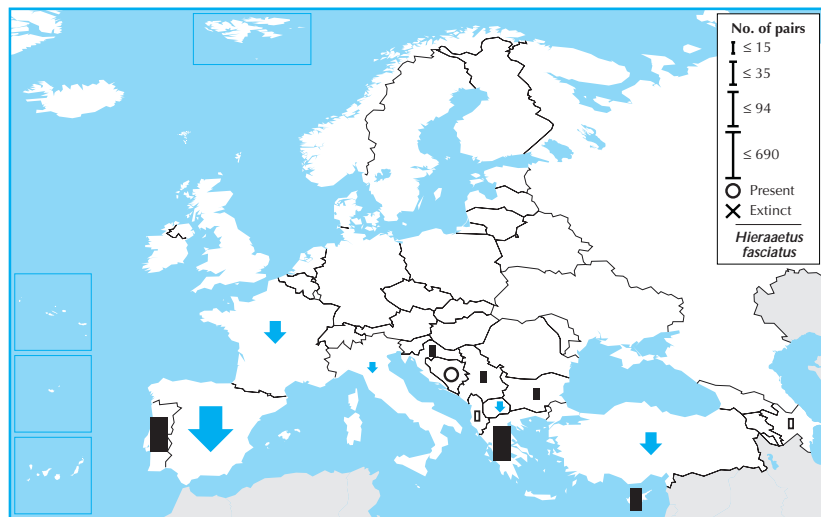 No. of pairs
≤ 15
≤ 35
≤ 94
≤ 690
Present
Extinct
Hieraaetus
fasciatus